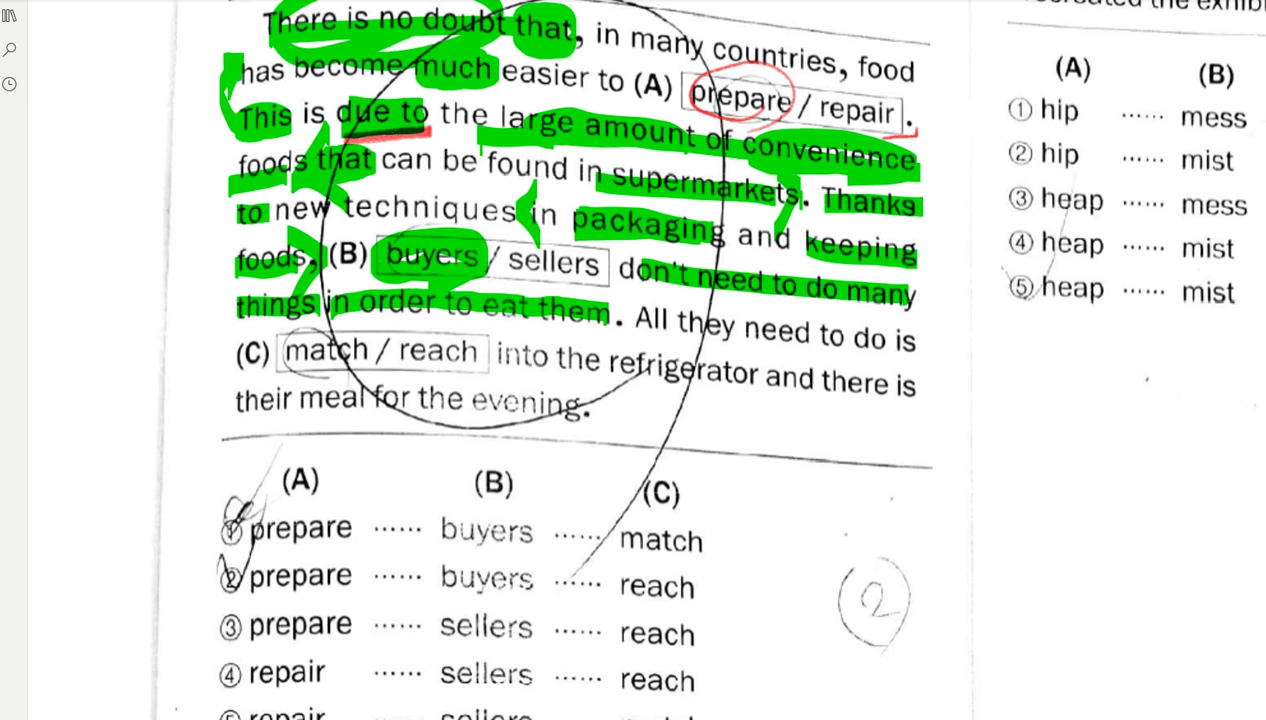 There is no doubt that, in many countries, food
has become much easier to (A) prepare / repair .
This is due to the large amount of convenience
foods that can be found in supermarkets. Thanks
to new techniques in packaging and keeping
foods, (B) buyers / sellers don't need to do many
things in order to eat them. All they need to do is
(C) match / reach into the refrigerator and there is
their meal for the evening.
(A) (B) (C)
① prepare ...... buyers ...... match
② prepare ...... buyers ...... reach
③ prepare ...... sellers ...... reach
④ repair ...... sellers ...... reach
⑤ repair sellers
2
(A) (B)
① hip ...... mess
② hip ...... mist
③ heap ...... mess
④ heap ...... mist
⑤ heap ...... mist